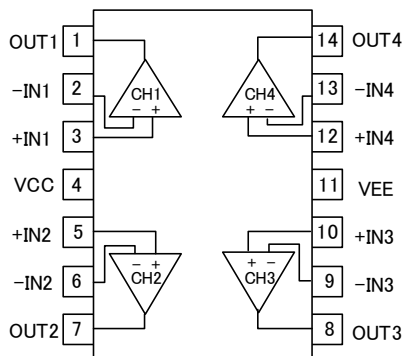 OUT1 1 14 OUT4
-IN1 2 CH1 - + CH4 + - 13 -IN4
+IN1 3 12 +IN4
VCC 4 11 VEE
+IN2 5 10 +IN3
-IN2 6 - + CH2 + - CH3 9 -IN3
OUT2 7 8 OUT3